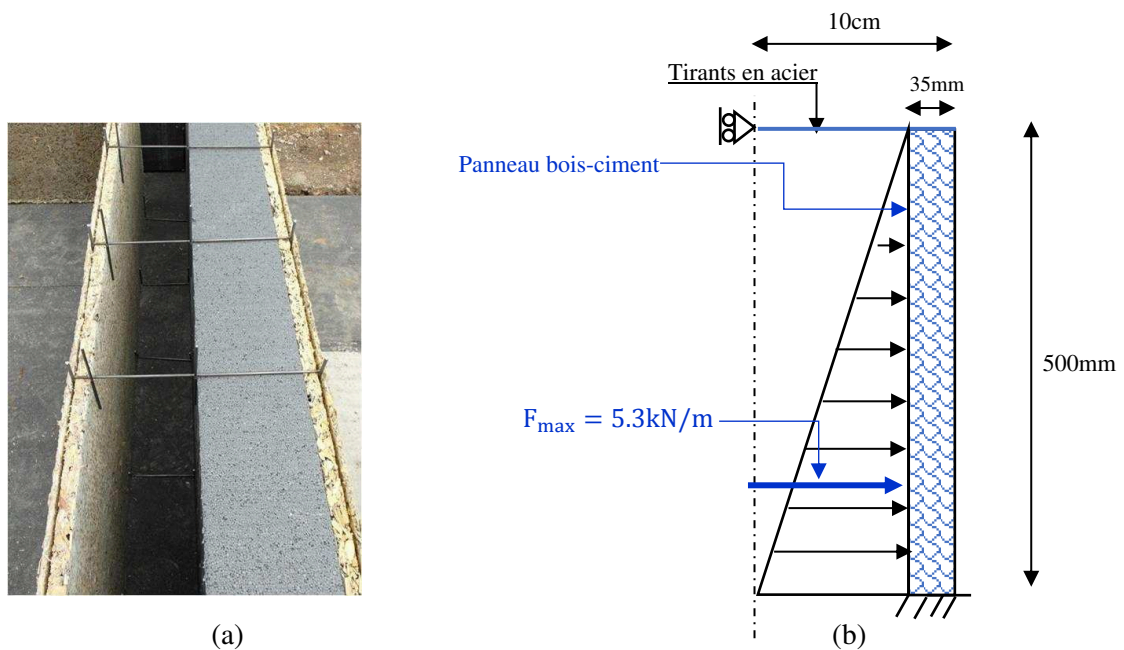 10cm
Tirants en acier
35mm
Panneau bois-ciment
500mm
F_max = 5.3kN/m
(a)
(b)